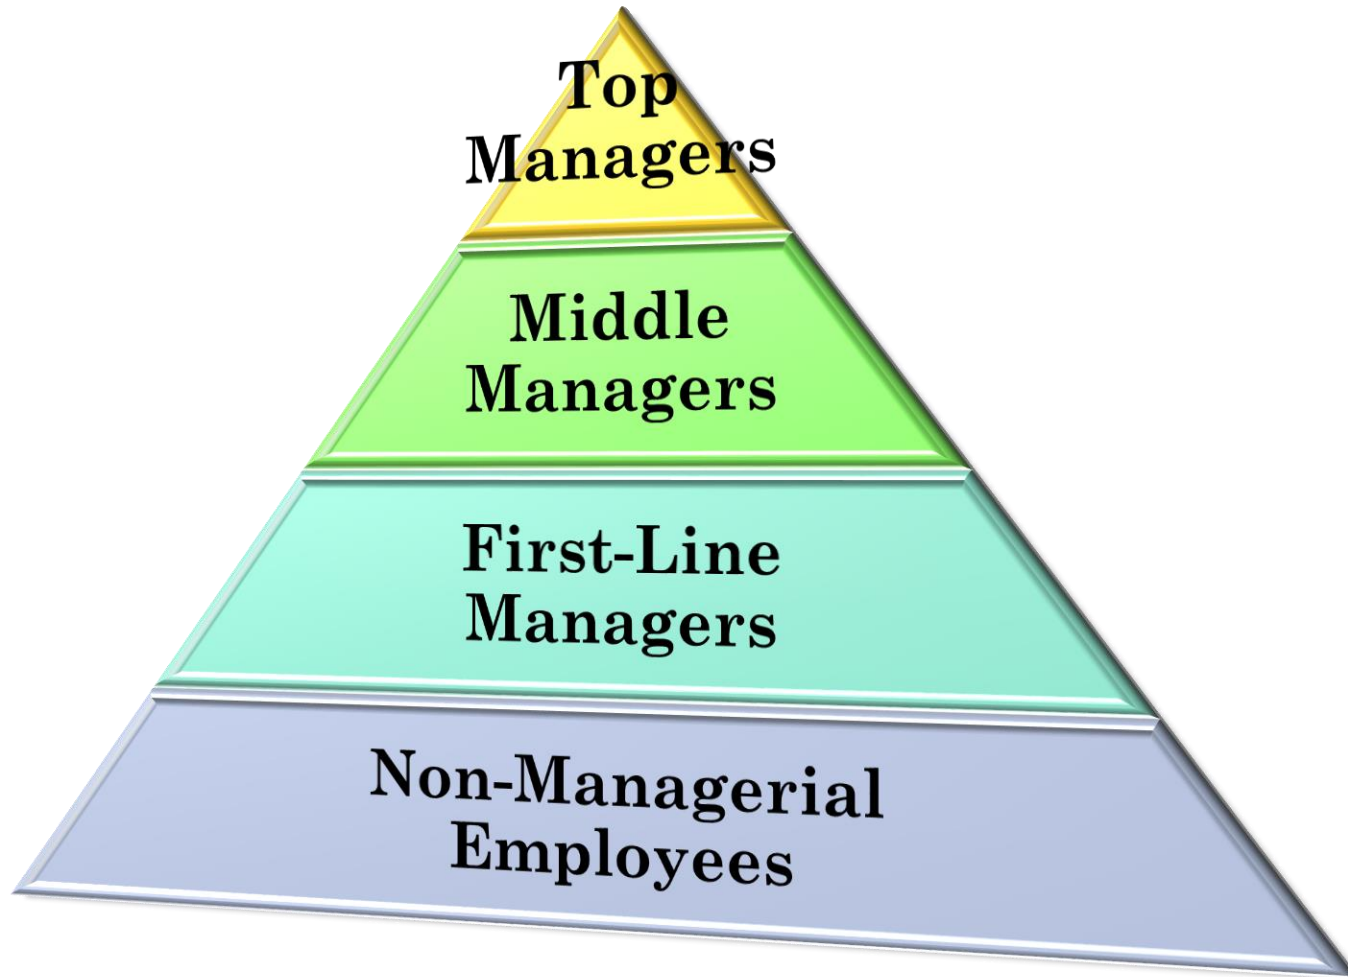 Top
Managers
Middle
Managers
First-Line
Managers
Non-Managerial
Employees